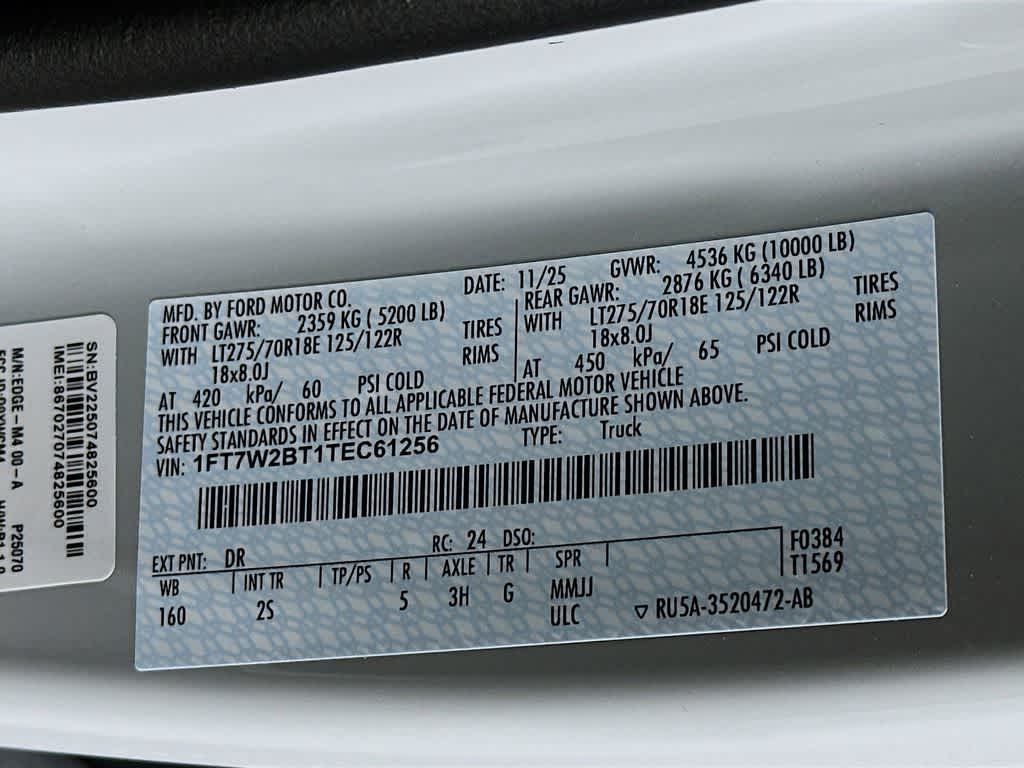 MFD. BY FORD MOTOR CO. DATE: 11/25 GVWR: 4536 KG (10000 LB)
FRONT GAWR: 2359 KG ( 5200 LB) REAR GAWR: 2876 KG ( 6340 LB)
WITH LT275/70R18E 125/122R TIRES WITH LT275/70R18E 125/122R TIRES
18x8.0J RIMS 18x8.0J RIMS
AT 420 kPa/ 60 PSI COLD AT 450 kPa/ 65 PSI COLD
THIS VEHICLE CONFORMS TO ALL APPLICABLE FEDERAL MOTOR VEHICLE
SAFETY STANDARDS IN EFFECT ON THE DATE OF MANUFACTURE SHOWN ABOVE.
VIN: 1FT7W2BT1TEC61256 TYPE: Truck
EXT PNT: DR RC: 24 DSO: F0384
WB INT TR TP/PS R AXLE TR SPR T1569
160 2S 5 3H G MMJJ
ULC RU5A-3520472-AB
SN:BV225074825600
IMEI:867027074825600
M/N:EDGE-M4 00-A P25070